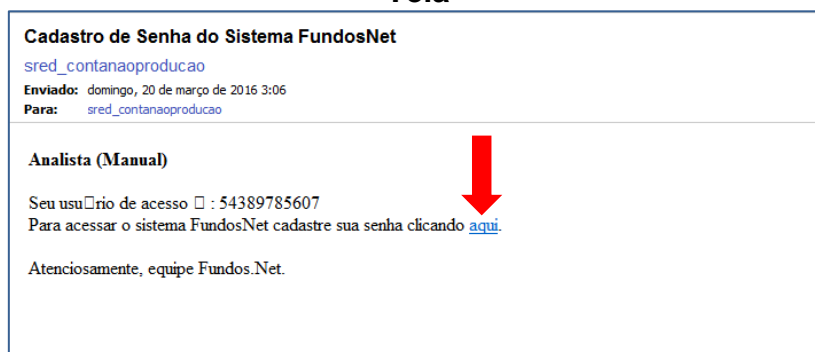 Cadastro de Senha do Sistema FundosNet
sred_contanaoproducao
Enviado: domingo, 20 de março de 2016 3:06
Para: sred_contanaoproducao
Analista (Manual)
Seu usu□rio de acesso □ : 54389785607
Para acessar o sistema FundosNet cadastre sua senha clicando aqui.
Atenciosamente, equipe Fundos.Net.